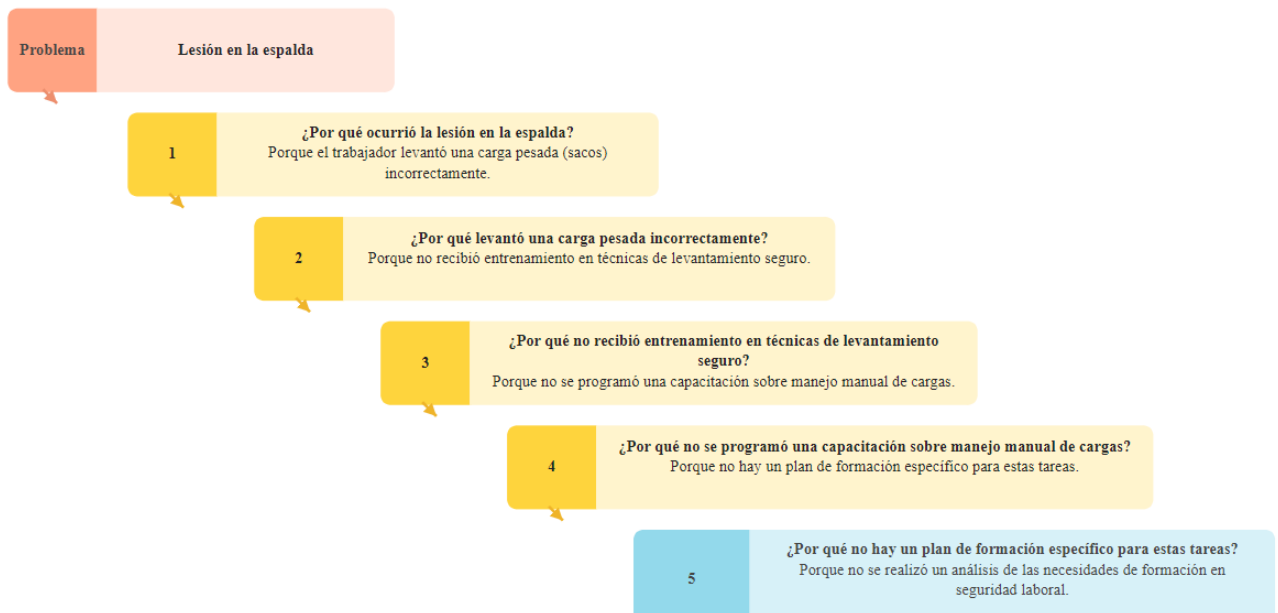 Problema
Lesión en la espalda
1
¿Por qué ocurrió la lesión en la espalda?
Porque el trabajador levantó una carga pesada (sacos)
incorrectamente.
2
¿Por qué levantó una carga pesada incorrectamente?
Porque no recibió entrenamiento en técnicas de levantamiento seguro.
3
¿Por qué no recibió entrenamiento en técnicas de levantamiento
seguro?
Porque no se programó una capacitación sobre manejo manual de cargas.
4
¿Por qué no se programó una capacitación sobre manejo manual de cargas?
Porque no hay un plan de formación específico para estas tareas.
5
¿Por qué no hay un plan de formación específico para estas tareas?
Porque no se realizó un análisis de las necesidades de formación en
seguridad laboral.